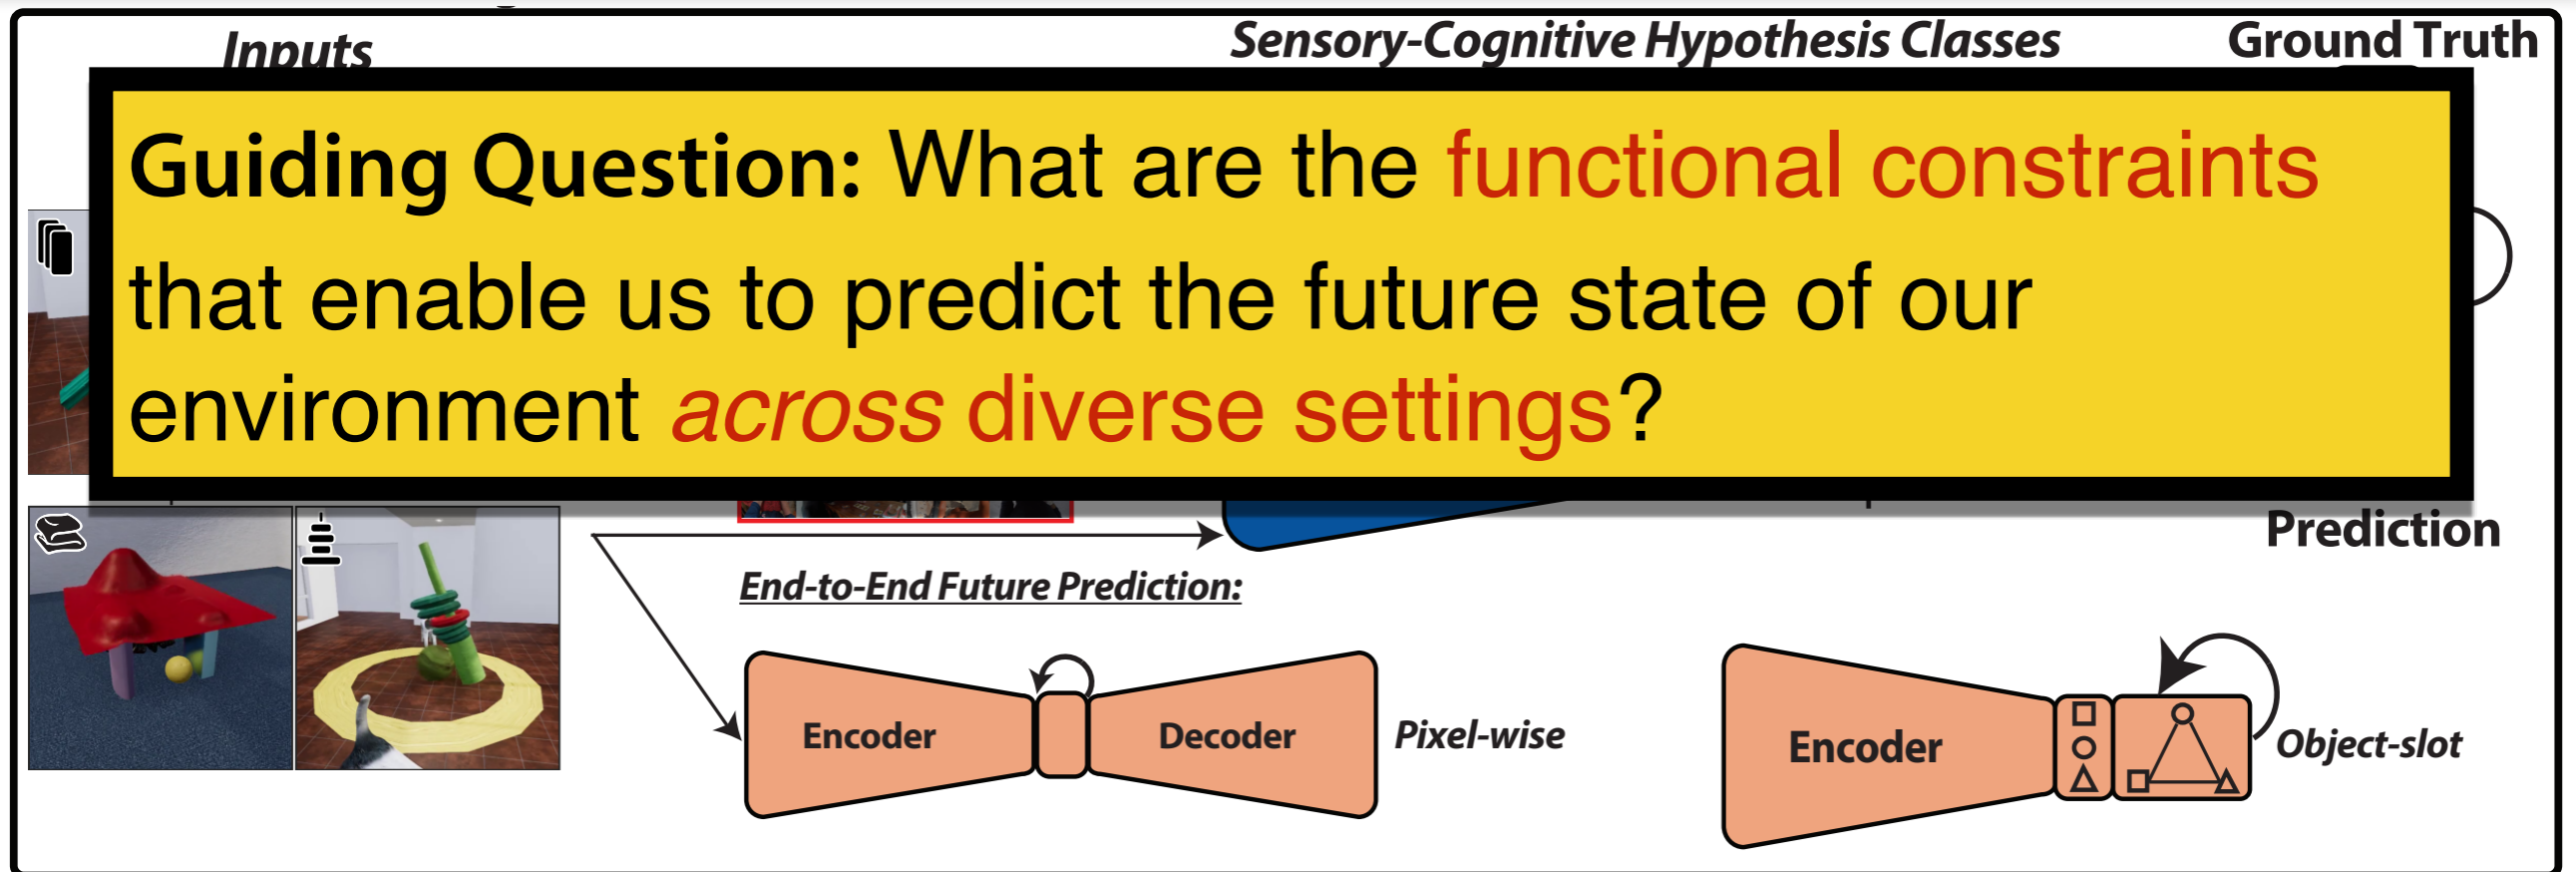 Inputs
Sensory-Cognitive Hypothesis Classes
Ground Truth
Guiding Question: What are the functional constraints
that enable us to predict the future state of our
environment across diverse settings?
Prediction
End-to-End Future Prediction:
Encoder
Decoder
Pixel-wise
Encoder
Object-slot